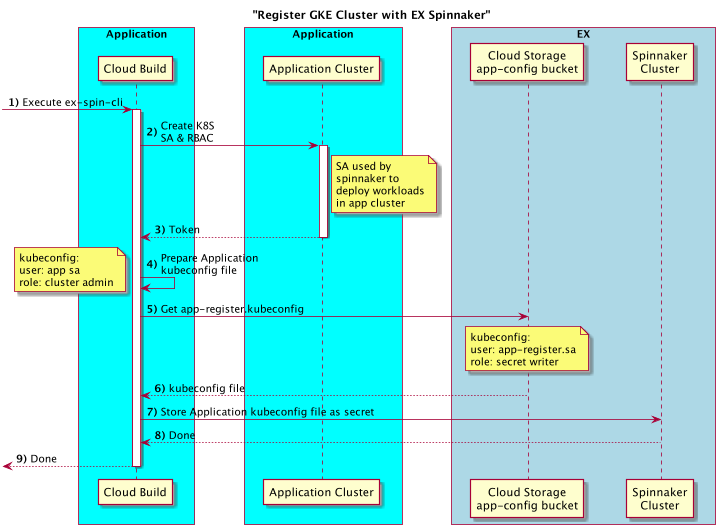 "Register GKE Cluster with EX Spinnaker"
Application
Application
EX
Cloud Build
Application Cluster
Cloud Storage
app-config bucket
Spinnaker
Cluster
1) Execute ex-spin-cli
2) Create K8S
SA & RBAC
SA used by
spinnaker to
deploy workloads
in app cluster
3) Token
kubeconfig:
user: app sa
role: cluster admin
4) Prepare Application
kubeconfig file
5) Get app-register.kubeconfig
kubeconfig:
user: app-register.sa
role: secret writer
6) kubeconfig file
7) Store Application kubeconfig file as secret
8) Done
9) Done
Cloud Build
Application Cluster
Cloud Storage
app-config bucket
Spinnaker
Cluster